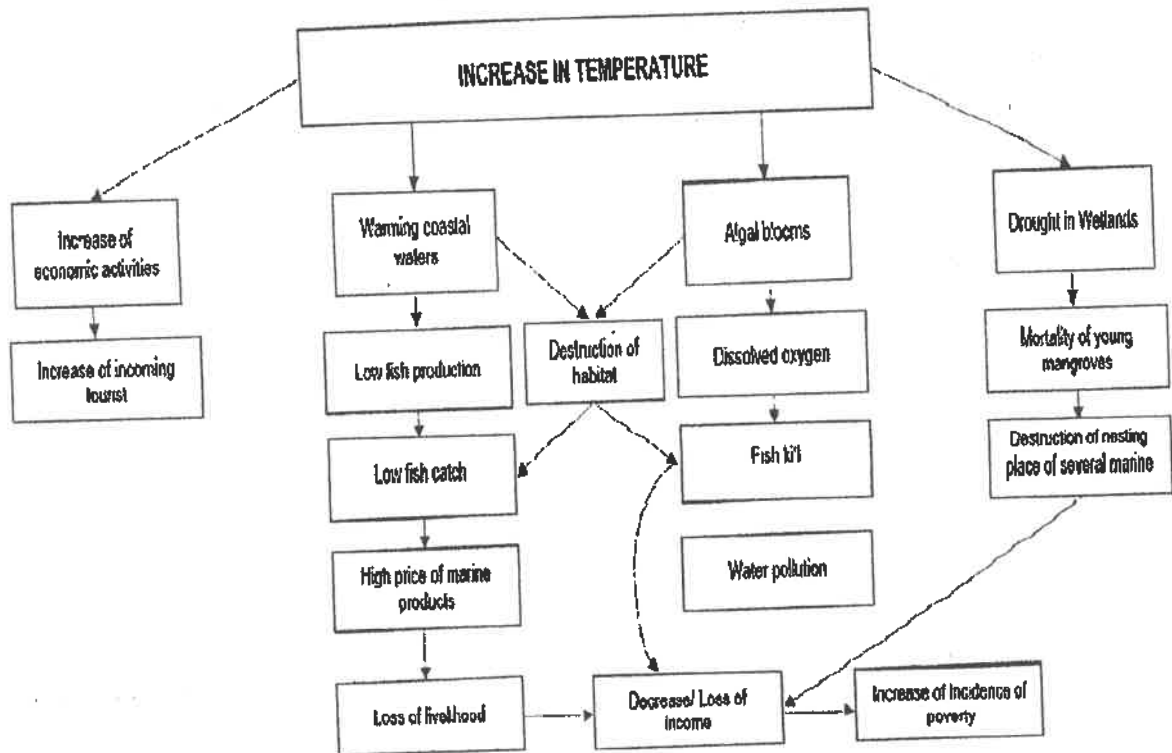 INCREASE IN TEMPERATURE
Increase of
economic activities
Warming coastal
waters
Algal blooms
Drought in Wetlands
Increase of incoming
tourist
Low fish production
Destruction of
habitat
Dissolved oxygen
Mortality of young
mangroves
Low fish catch
Fish kill
Destruction of nesting
place of several marine
High price of marine
products
Water pollution
Loss of livelihood
Decrease/ Loss of
income
Increase of Incidence of
poverty